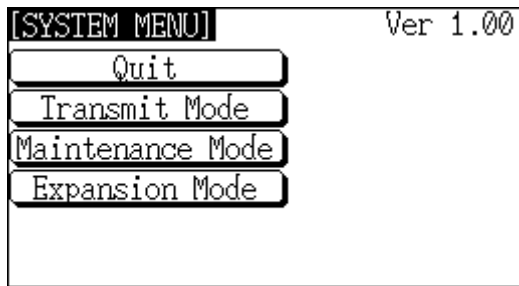 [SYSTEM MENU] Ver 1.00
Quit
Transmit Mode
Maintenance Mode
Expansion Mode